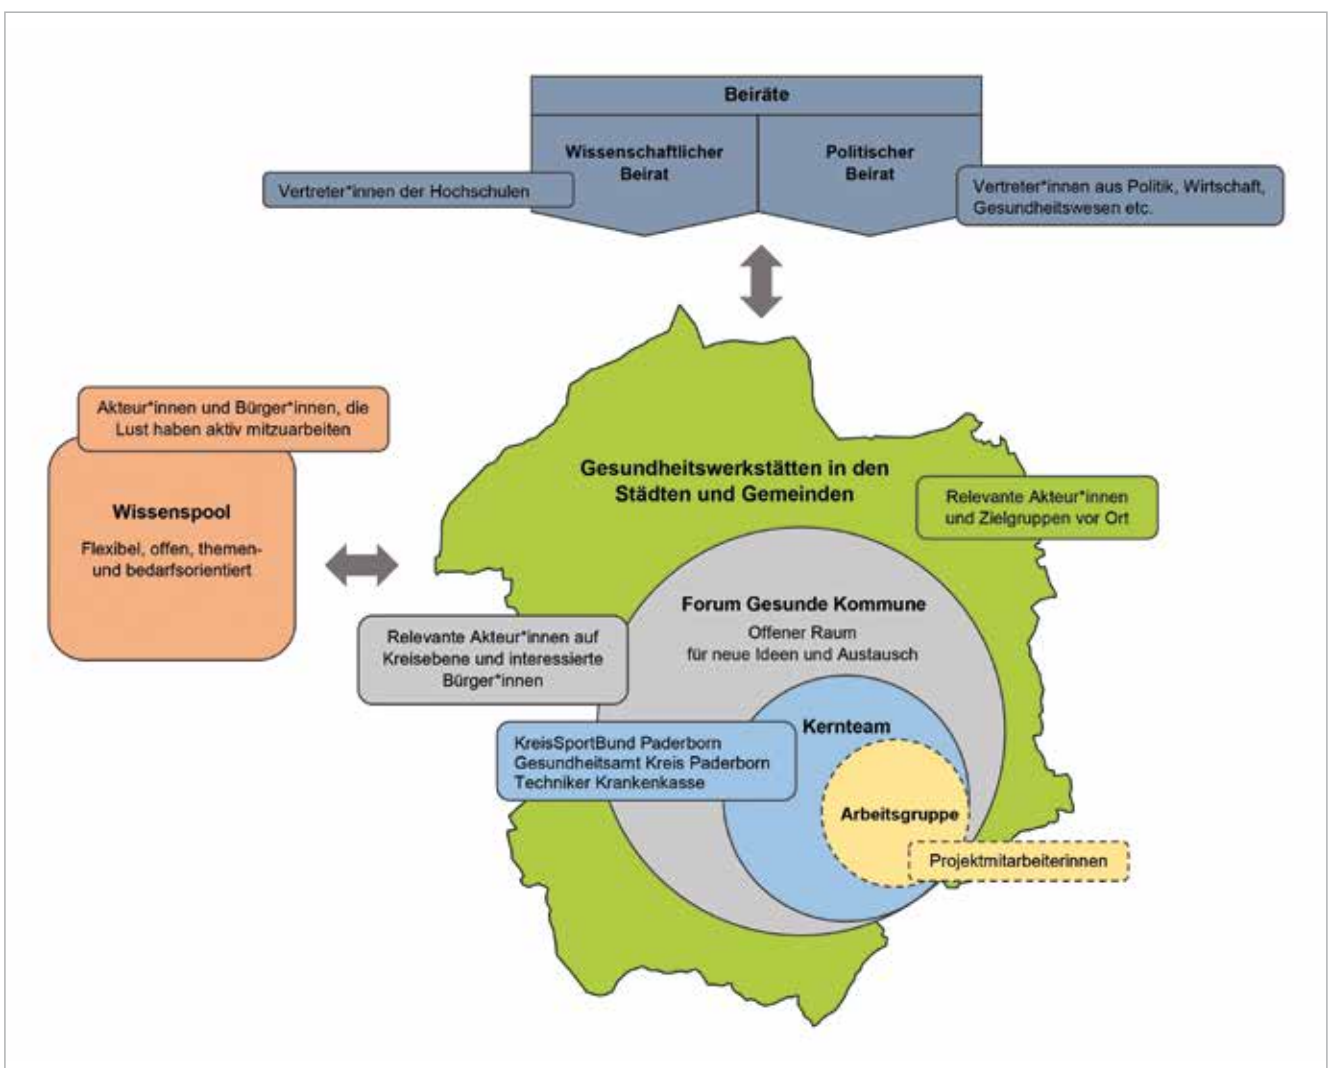 Beiräte
Wissenschaftlicher
Beirat
Politischer
Beirat
Vertreter*innen der Hochschulen
Vertreter*innen aus Politik, Wirtschaft,
Gesundheitswesen etc.
Akteur*innen und Bürger*innen, die
Lust haben aktiv mitzuarbeiten
Wissenspool
Flexibel, offen, themen-
und bedarfsorientiert
Gesundheitswerkstätten in den
Städten und Gemeinden
Relevante Akteur*innen
und Zielgruppen vor Ort
Forum Gesunde Kommune
Offener Raum
für neue Ideen und Austausch
Relevante Akteur*innen auf
Kreisebene und interessierte
Bürger*innen
Kernteam
KreisSportBund Paderborn
Gesundheitsamt Kreis Paderborn
Techniker Krankenkasse
Arbeitsgruppe
Projektmitarbeiterinnen